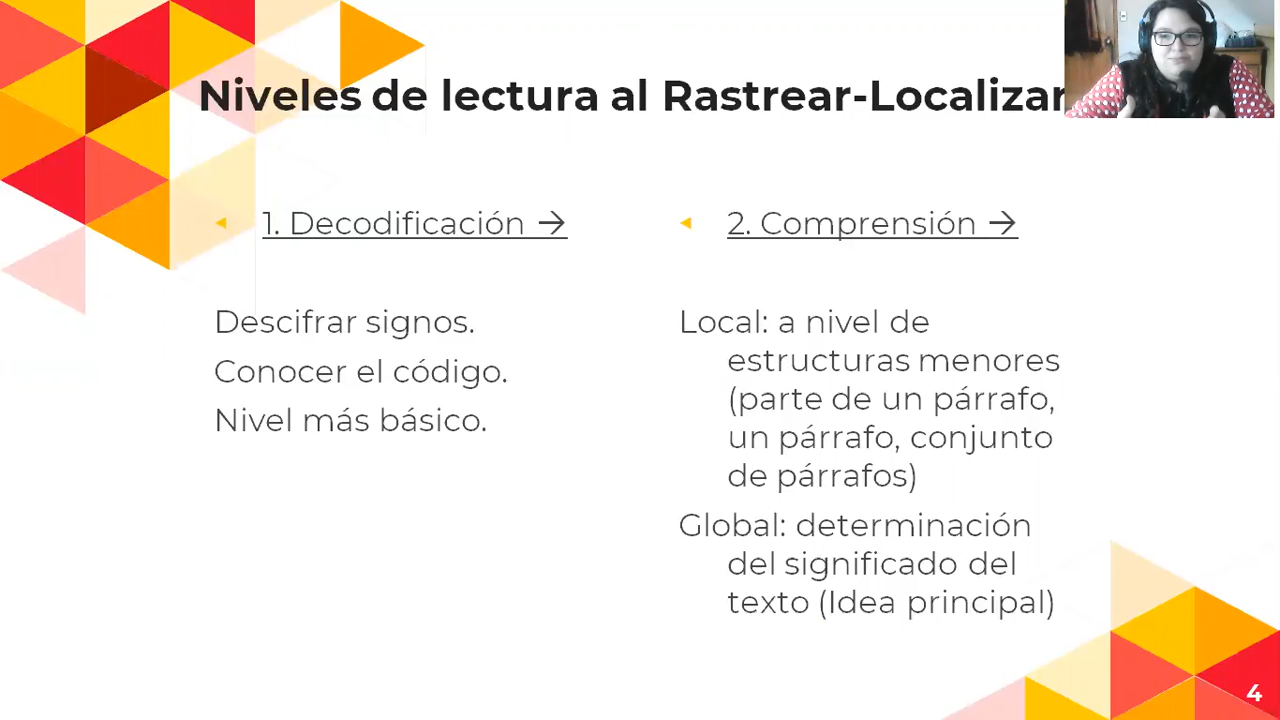 Niveles de lectura al Rastrear-Localizar
1. Decodificación →
Descifrar signos.
Conocer el código.
Nivel más básico.
2. Comprensión →
Local: a nivel de
estructuras menores
(parte de un párrafo,
un párrafo, conjunto
de párrafos)
Global: determinación
del significado del
texto (Idea principal)
4